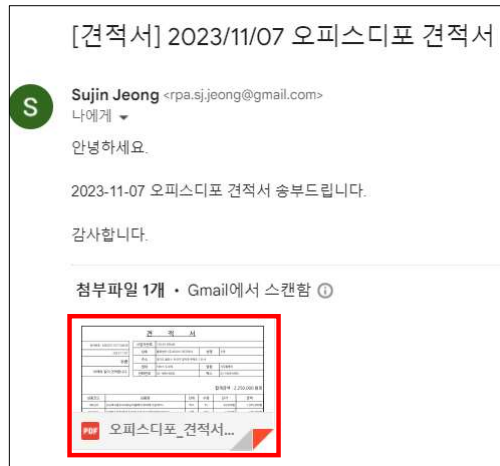 [견적서] 2023/11/07 오피스디포 견적서
S
Sujin Jeong <rpa.sj.jeong@gmail.com>
나에게
안녕하세요.
2023-11-07 오피스디포 견적서 송부드립니다.
감사합니다.
첨부파일 1개 • Gmail에서 스캔함
견 적 서
PDF 오피스디포_견적서...